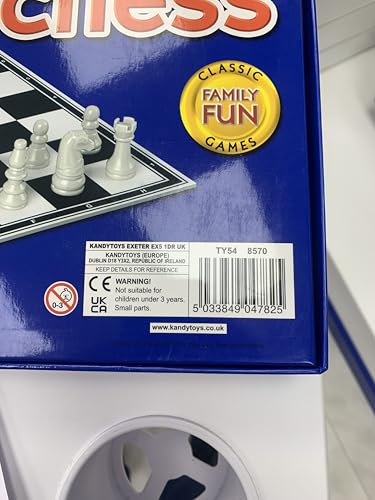 chess
CLASSIC
FAMILY
FUN
GAMES
F G H
KANDYTOYS EXETER EX5 1DR UK
KANDYTOYS (EUROPE)
DUBLIN D18 Y3X2, REPUBLIC OF IRELAND
KEEP DETAILS FOR REFERENCE
TY54 8570
0-3
CE
UK
CA
WARNING!
Not suitable for
children under 3 years.
Small parts.
5 033849 047825
www.kandytoys.co.uk